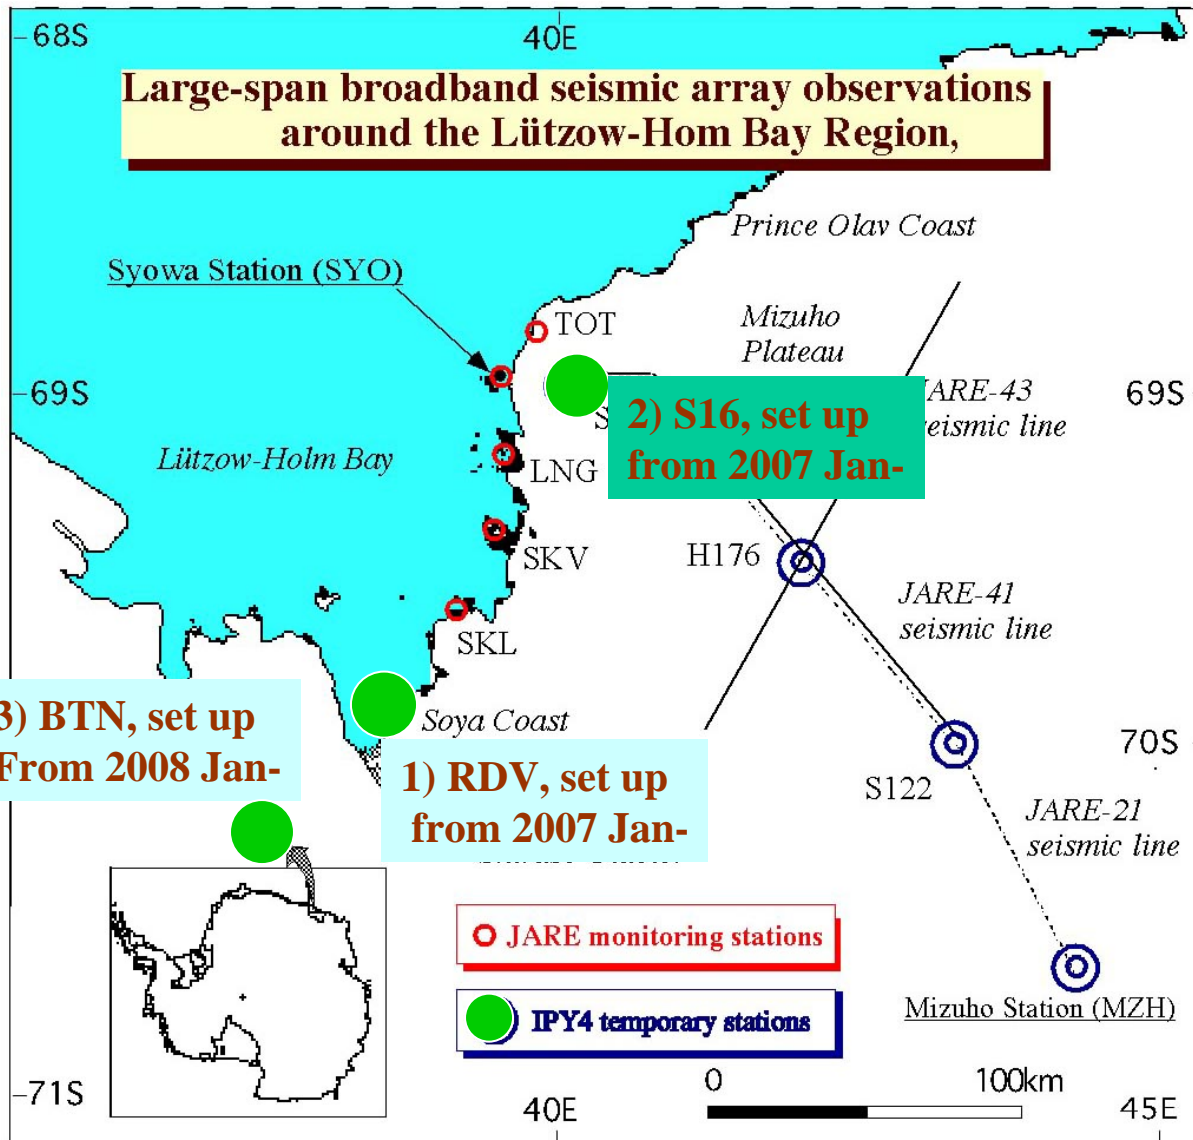 -68S
40E
Large-span broadband seismic array observations
around the Lützow-Hom Bay Region,
Prince Olav Coast
Syowa Station (SYO)
TOT
Mizuho
Plateau
-69S
JARE-43
seismic line
69S-
S
2) S16, set up
from 2007 Jan-
Lützow-Holm Bay
LNG
SKV
H176
JARE-41
seismic line
SKL
3) BTN, set up
From 2008 Jan-
Soya Coast
1) RDV, set up
from 2007 Jan-
70S-
S122
JARE-21
seismic line
JARE monitoring stations
IPY4 temporary stations
Mizuho Station (MZH)
-71S
0
100km
40E
45E